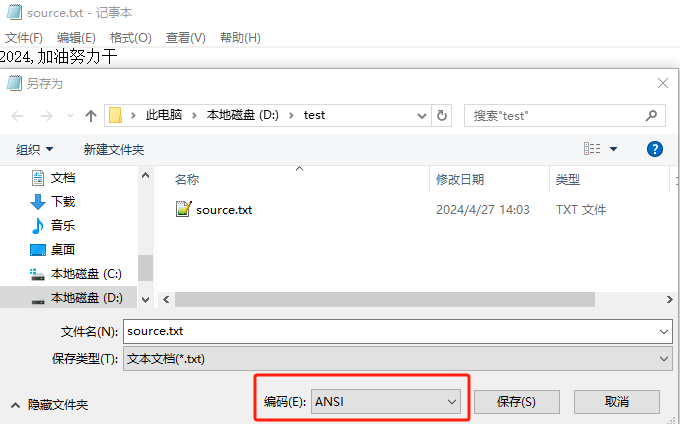 source.txt - 记事本
文件(F) 编辑(E) 格式(O) 查看(V) 帮助(H)
2024,加油努力干
另存为
此电脑 > 本地磁盘 (D:) > test
搜索"test"
组织 新建文件夹
名称 修改日期 类型
文档
source.txt 2024/4/27 14:03 TXT 文件
下载
音乐
桌面
本地磁盘 (C:)
本地磁盘 (D:)
文件名(N): source.txt
保存类型(T): 文本文档(*.txt)
隐藏文件夹 编码(E): ANSI 保存(S) 取消